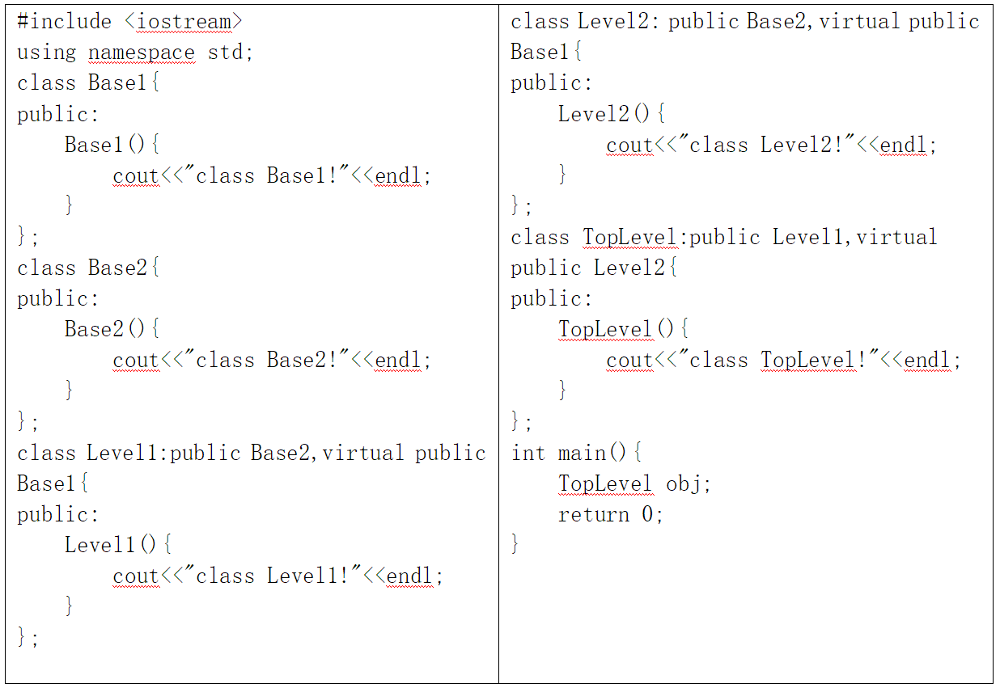 #include <iostream>
using namespace std;
class Base1{
public:
    Base1(){
        cout<<"class Base1!"<<endl;
    }
};
class Base2{
public:
    Base2(){
        cout<<"class Base2!"<<endl;
    }
};
class Level1:public Base2,virtual public
Base1{
public:
    Level1(){
        cout<<"class Level1!"<<endl;
    }
};
class Level2: public Base2,virtual public
Base1{
public:
    Level2(){
        cout<<"class Level2!"<<endl;
    }
};
class TopLevel:public Level1,virtual
public Level2{
public:
    TopLevel(){
        cout<<"class TopLevel!"<<endl;
    }
};
int main(){
    TopLevel obj;
    return 0;
}